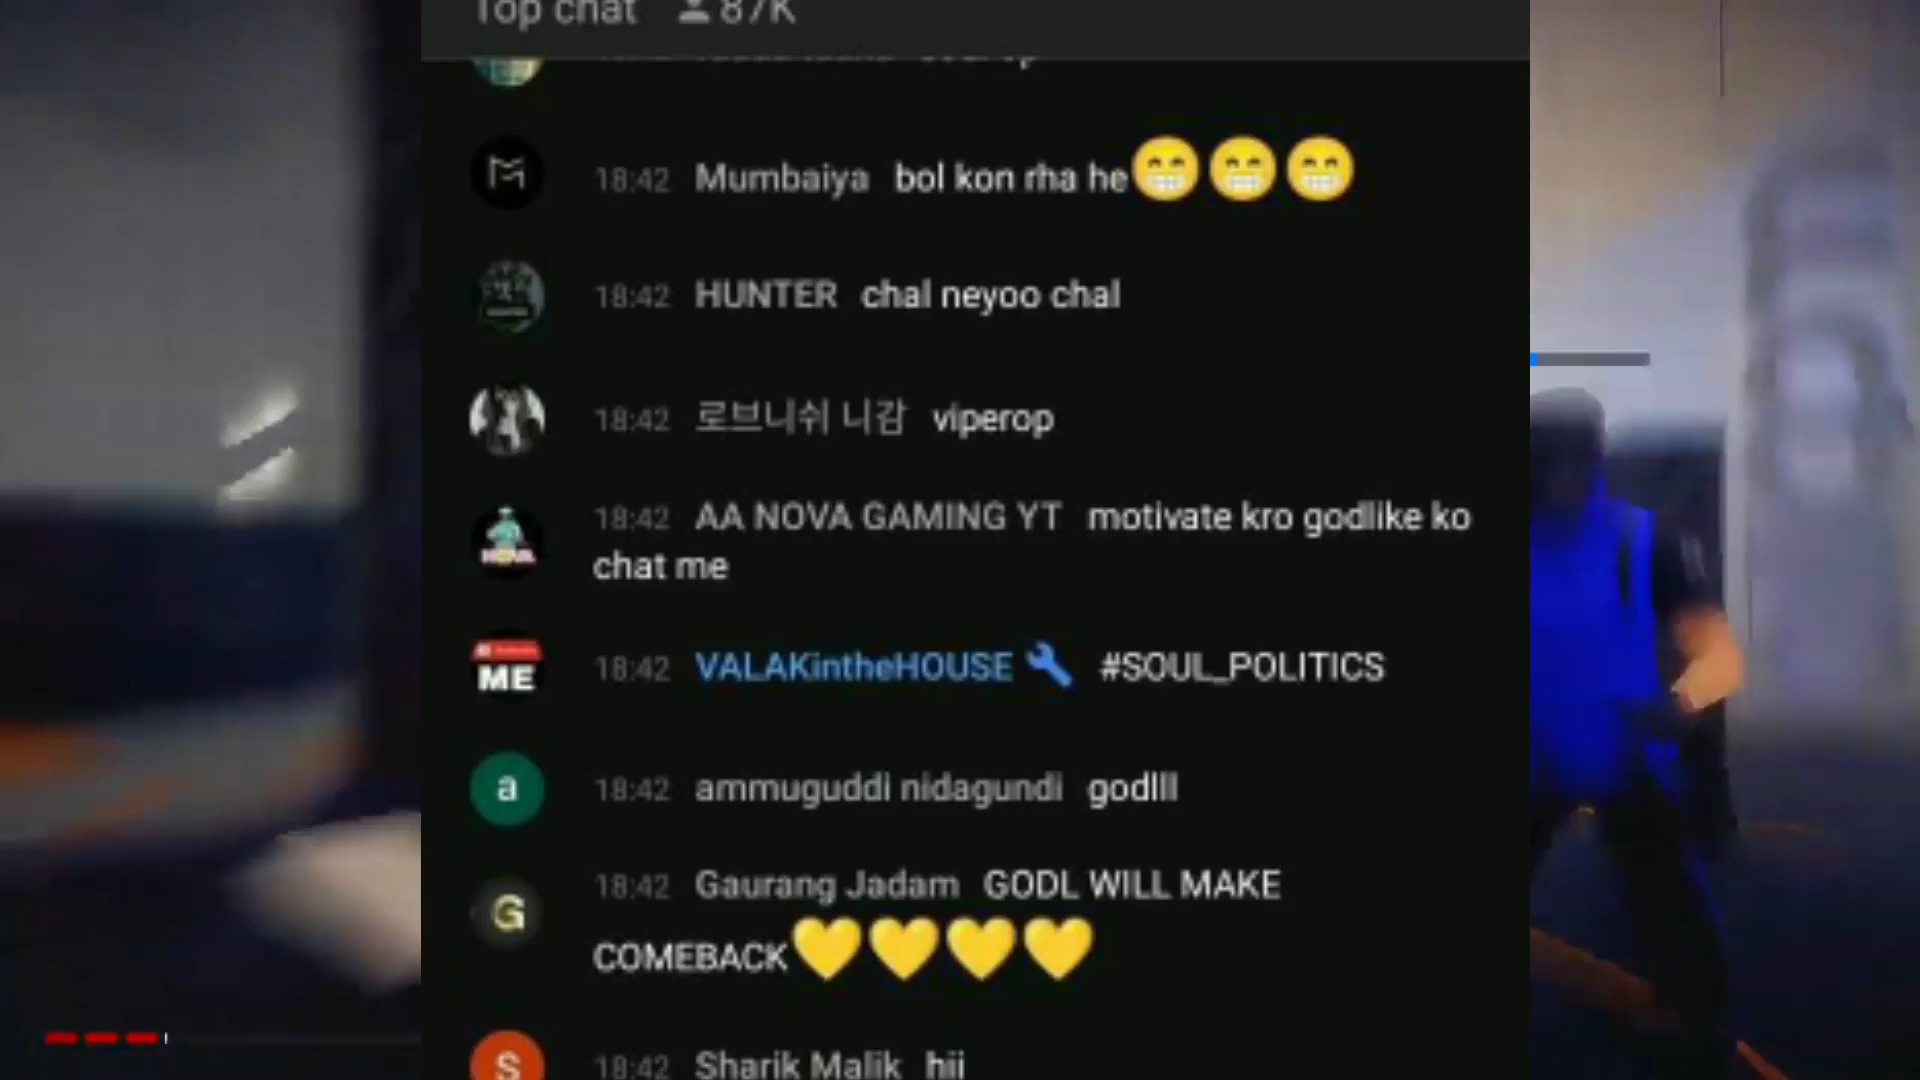 Top chat 87K
18:42 Mumbaiya bol kon rha he😁😁😁
18:42 HUNTER chal neyoo chal
18:42 로브니쉬 니감 viperop
18:42 AA NOVA GAMING YT motivate kro godlike ko
chat me
ME
18:42 VALAKintheHOUSE 🔧 #SOUL_POLITICS
a
18:42 ammuguddi nidagundi godlll
G
18:42 Gaurang Jadam GODL WILL MAKE
COMEBACK💛💛💛💛
S
18:42 Sharik Malik hii